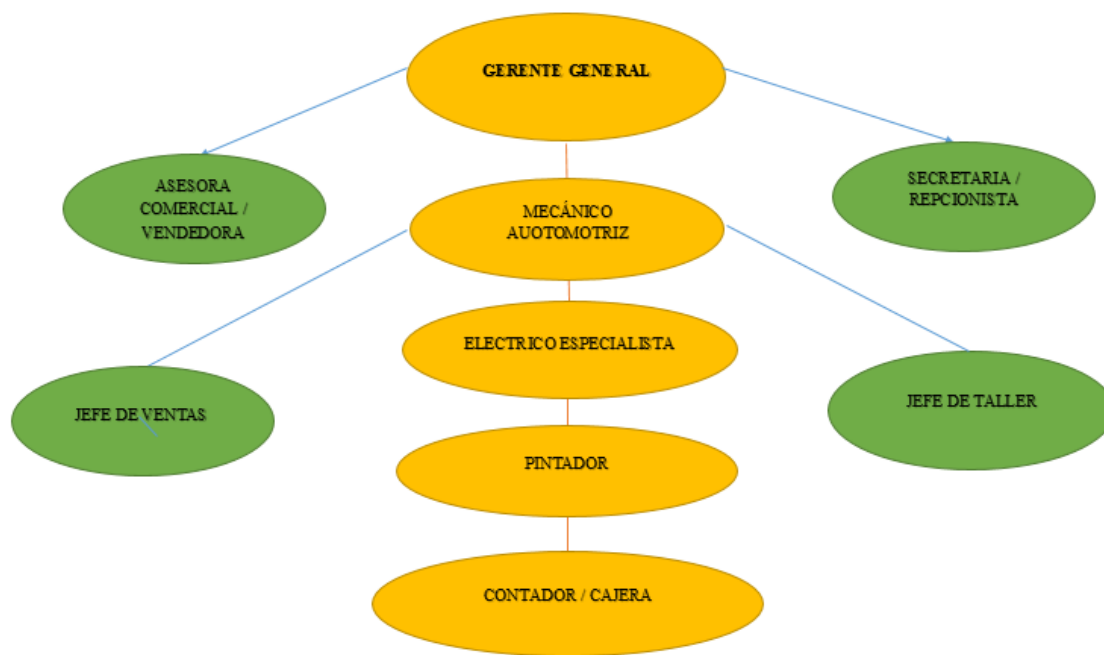 GERENTE GENERAL
ASESORA
COMERCIAL /
VENDEDORA
SECRETARIA /
REPCIONISTA
MECÁNICO
AUOTOMOTRIZ
ELECTRICO ESPECIALISTA
JEFE DE VENTAS
JEFE DE TALLER
PINTADOR
CONTADOR / CAJERA